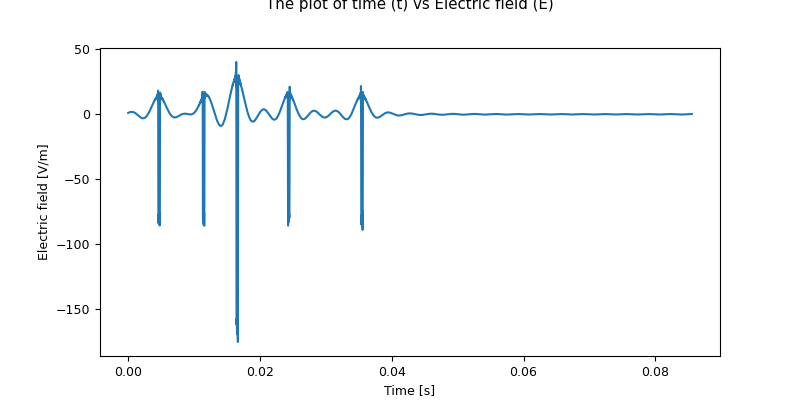 The plot of time (t) vs Electric field (E)
50
0
−50
−100
−150
Electric field [V/m]
0.00 0.02 0.04 0.06 0.08
Time [s]